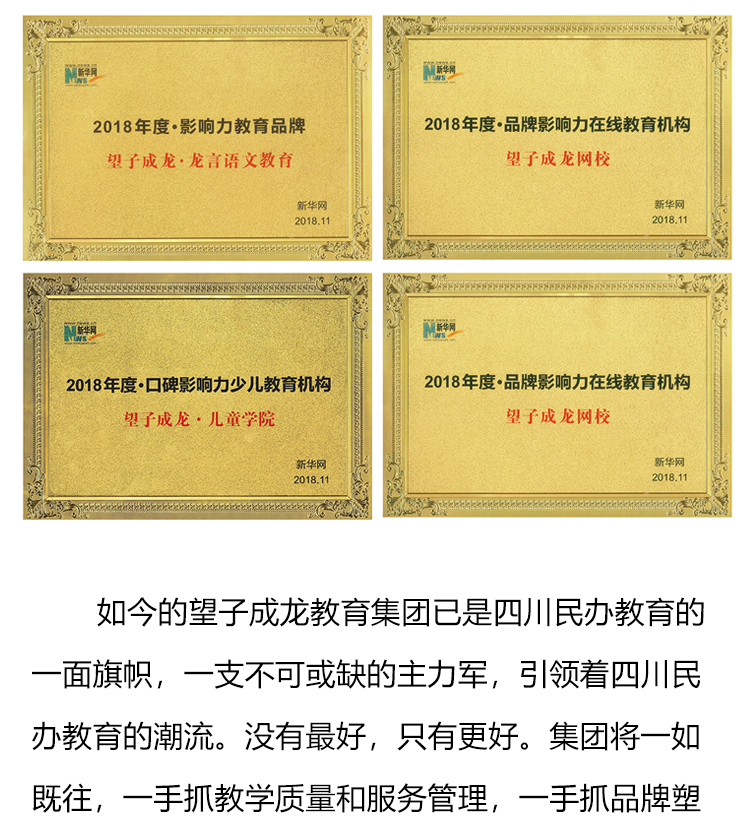 www.news.cn
新华网
NWS
2018年度·影响力教育品牌
望子成龙·龙言语文教育
新华网
2018.11
新华网
NWS
2018年度·品牌影响力在线教育机构
望子成龙网校
新华网
2018.11
www.news.cn
新华网
NWS
2018年度·口碑影响力少儿教育机构
望子成龙·儿童学院
新华网
2018.11
新华网
NWS
2018年度·品牌影响力在线教育机构
望子成龙网校
新华网
2018.11
如今的望子成龙教育集团已是四川民办教育的
一面旗帜，一支不可或缺的主力军，引领着四川民
办教育的潮流。没有最好，只有更好。集团将一如
既往，一手抓教学质量和服务管理，一手抓品牌塑